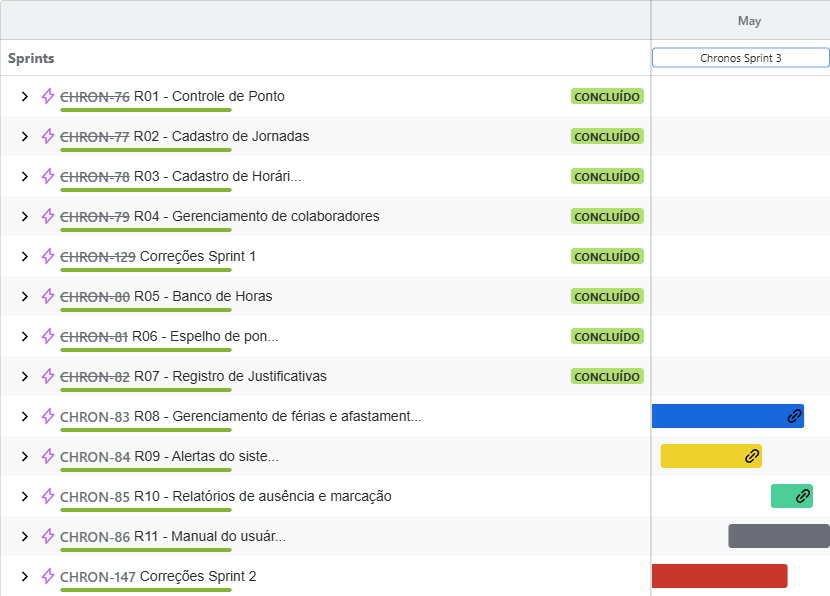 May
Sprints
Chronos Sprint 3
CHRON-76 R01 - Controle de Ponto CONCLUÍDO
CHRON-77 R02 - Cadastro de Jornadas CONCLUÍDO
CHRON-78 R03 - Cadastro de Horári... CONCLUÍDO
CHRON-79 R04 - Gerenciamento de colaboradores CONCLUÍDO
CHRON-129 Correções Sprint 1 CONCLUÍDO
CHRON-80 R05 - Banco de Horas CONCLUÍDO
CHRON-81 R06 - Espelho de pon... CONCLUÍDO
CHRON-82 R07 - Registro de Justificativas CONCLUÍDO
CHRON-83 R08 - Gerenciamento de férias e afastament...
CHRON-84 R09 - Alertas do siste...
CHRON-85 R10 - Relatórios de ausência e marcação
CHRON-86 R11 - Manual do usuár...
CHRON-147 Correções Sprint 2